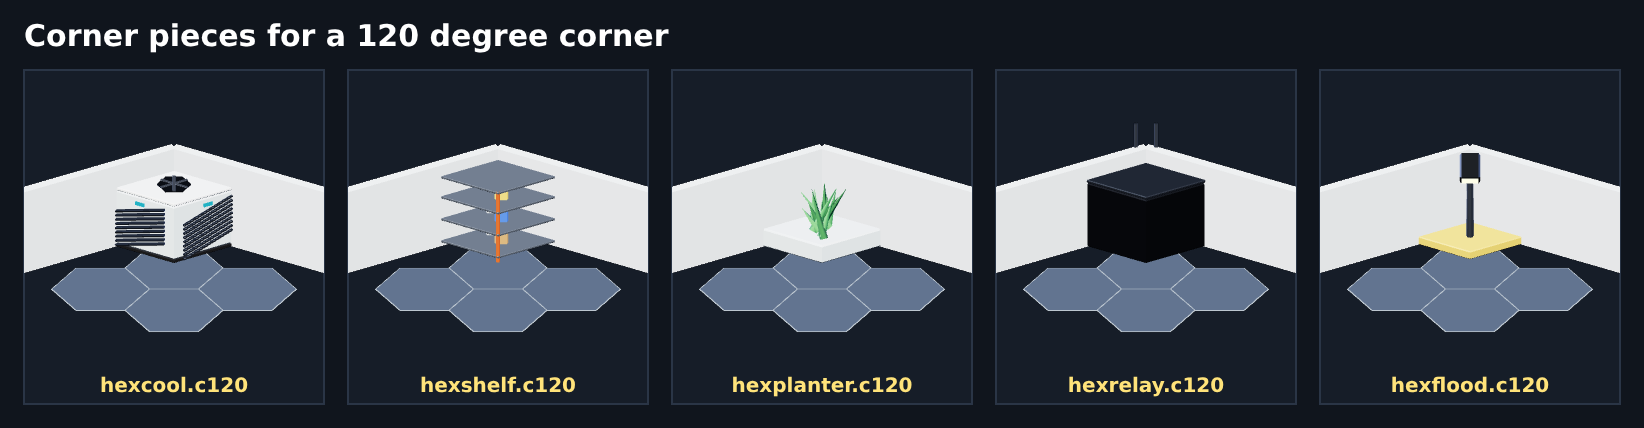 Corner pieces for a 120 degree corner
hexcool.c120
hexshelf.c120
hexplanter.c120
hexrelay.c120
hexflood.c120